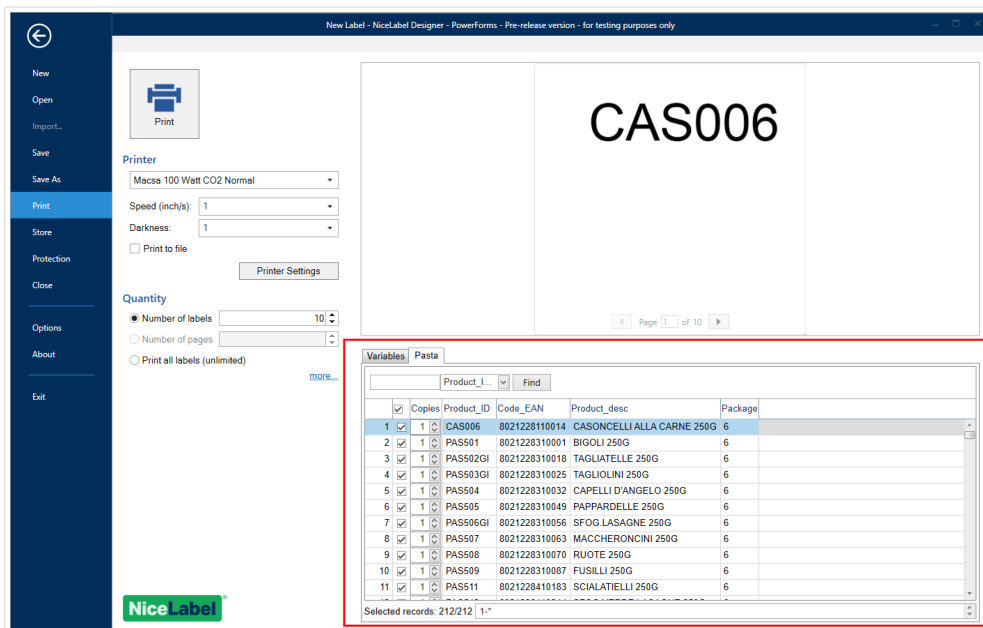 New Label - NiceLabel Designer - PowerForms - Pre-release version - for testing purposes only
New
Open
Import...
Save
Save As
Print
Store
Protection
Close
Options
About
Exit
Print
Printer
Macsa 100 Watt CO2 Normal
Speed (inch/s): 1
Darkness: 1
Print to file
Printer Settings
Quantity
Number of labels 10
Number of pages
Print all labels (unlimited)
more...
NiceLabel
CAS006
Page 1 of 10
Variables Pasta
Product_I... Find
Copies Product_ID Code_EAN Product_desc Package
1 1 CAS006 8021228110014 CASONCELLI ALLA CARNE 250G 6
2 1 PAS501 8021228310001 BIGOLI 250G 6
3 1 PAS502GI 8021228310018 TAGLIATELLE 250G 6
4 1 PAS503GI 8021228310025 TAGLIOLINI 250G 6
5 1 PAS504 8021228310032 CAPELLI D'ANGELO 250G 6
6 1 PAS505 8021228310049 PAPPARDELLE 250G 6
7 1 PAS506GI 8021228310056 SFOG.LASAGNE 250G 6
8 1 PAS507 8021228310063 MACCHERONCINI 250G 6
9 1 PAS508 8021228310070 RUOTE 250G 6
10 1 PAS509 8021228310087 FUSILLI 250G 6
11 1 PAS511 8021228410183 SCIALATIELLI 250G 6
Selected records: 212/212 1-*